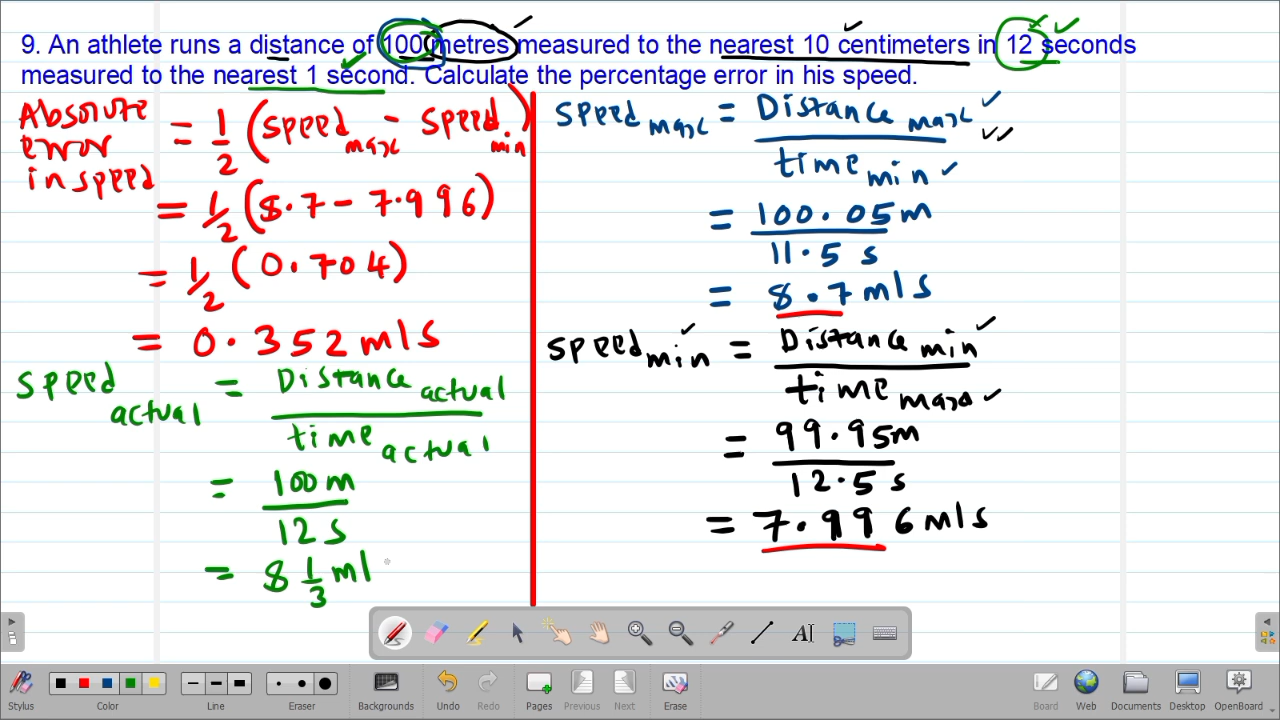 9. An athlete runs a distance of 100 metres measured to the nearest 10 centimeters in 12 seconds
measured to the nearest 1 second. Calculate the percentage error in his speed.
Absolute error in speed = 1/2 (speed max - speed min)
= 1/2 (8.7 - 7.996)
= 1/2 (0.704)
= 0.352 m/s
speed actual = Distance actual / time actual
= 100m / 12 s
= 8 1/3 m/
speed max = Distance max / time min
= 100.05m / 11.5 s
= 8.7 m/s
speed min = Distance min / time max
= 99.95m / 12.5 s
= 7.996 m/s
Stylus
Color
Line
Eraser
Backgrounds
Undo
Redo
Pages
Previous
Next
Erase
Board
Web
Documents
Desktop
OpenBoard